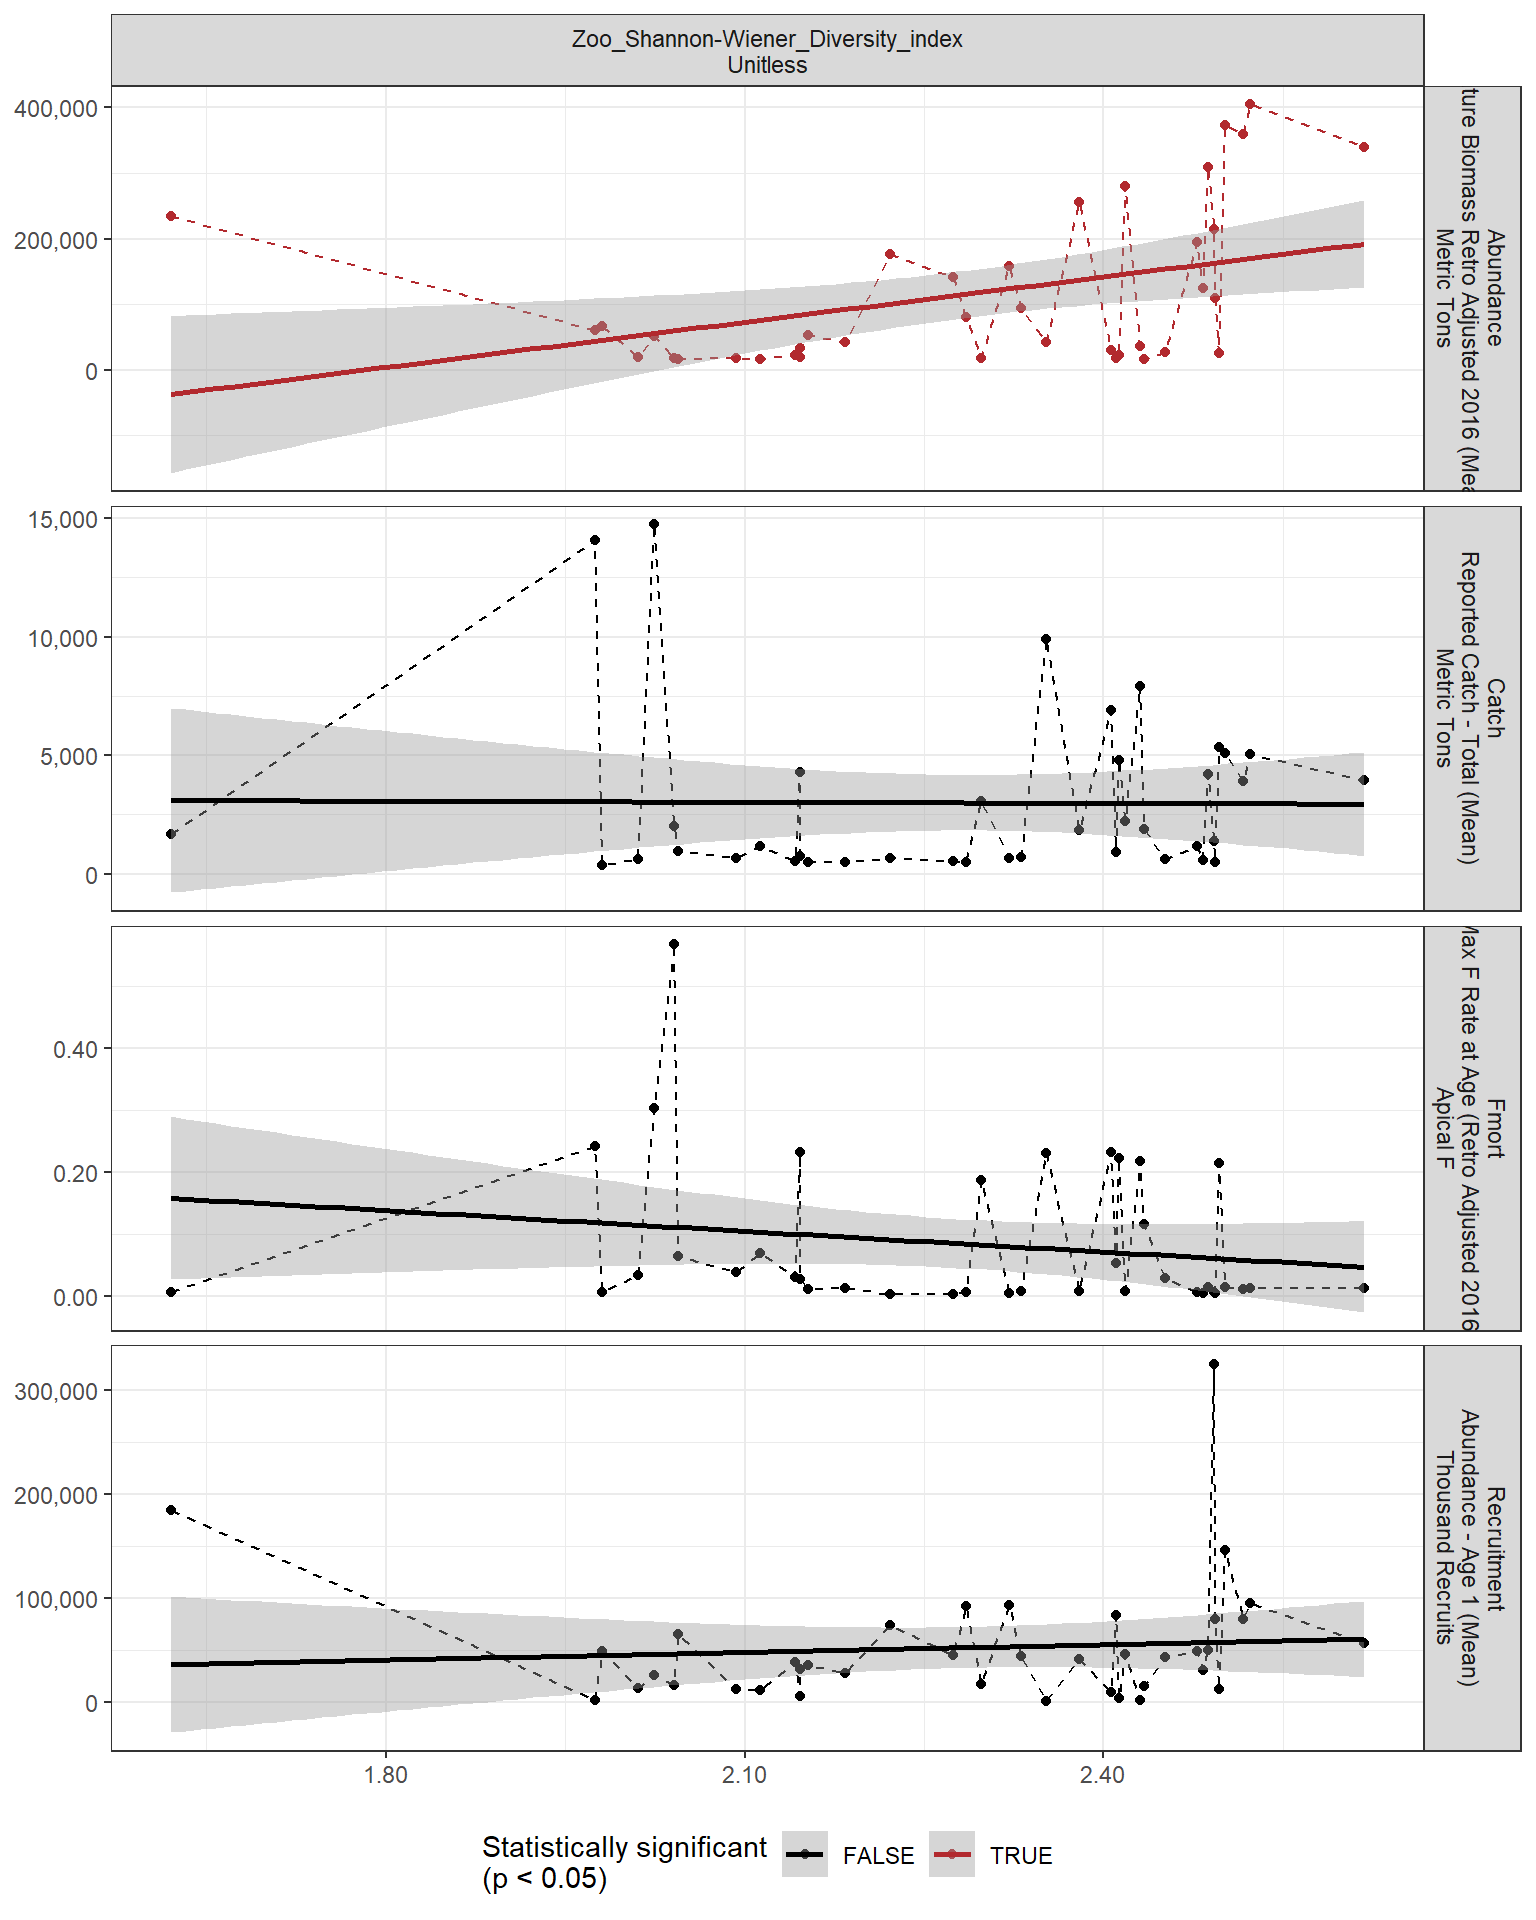 Zoo_Shannon-Wiener_Diversity_index
Unitless
400,000
200,000
0
Abundance
Biomass Retro Adjusted 2016
Metric Tons
15,000
10,000
5,000
0
Catch
Reported Catch - Total (Mean)
Metric Tons
0.40
0.20
0.00
Fmort
F Rate at Age (Retro Adjusted 2016
Apical F
300,000
200,000
100,000
0
Recruitment
Abundance - Age 1 (Mean)
Thousand Recruits
1.80
2.10
2.40
Statistically significant
(p < 0.05)
FALSE
TRUE